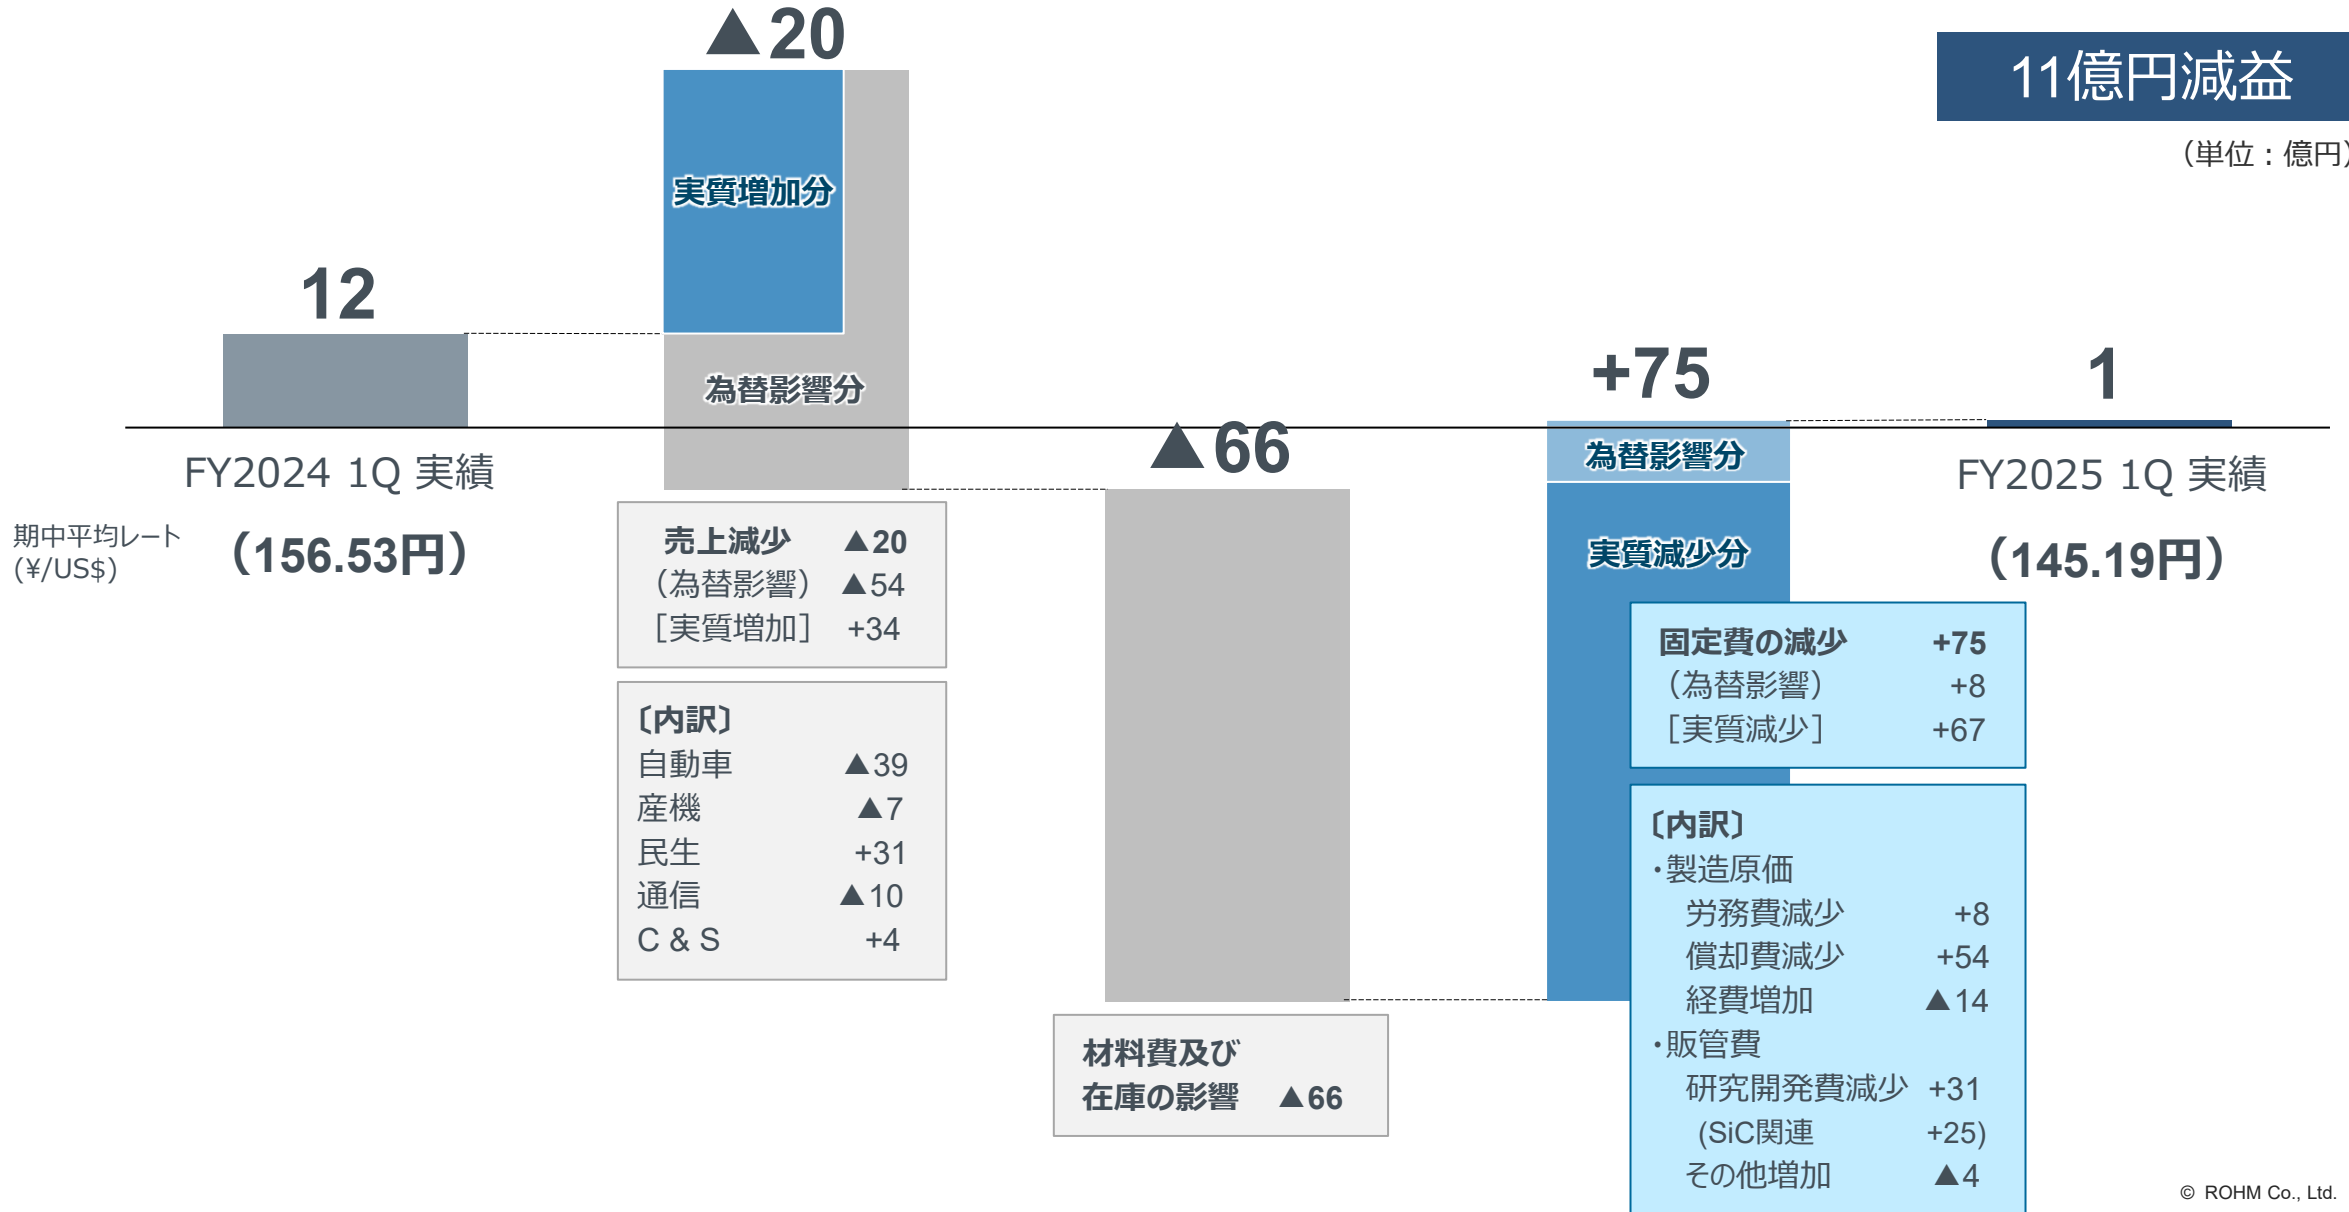 11億円減益
（単位：億円）
▲20
実質増加分
為替影響分
12
▲66
+75
為替影響分
実質減少分
1
FY2024 1Q 実績
FY2025 1Q 実績
期中平均レート
(¥/US$)
（156.53円）
（145.19円）
売上減少 ▲20
（為替影響） ▲54
［実質増加］ +34
〔内訳〕
自動車 ▲39
産機 ▲7
民生 +31
通信 ▲10
C & S +4
材料費及び
在庫の影響 ▲66
固定費の減少 +75
（為替影響） +8
［実質減少］ +67
〔内訳〕
・製造原価
労務費減少 +8
償却費減少 +54
経費増加 ▲14
・販管費
研究開発費減少 +31
(SiC関連 +25)
その他増加 ▲4
© ROHM Co., Ltd.